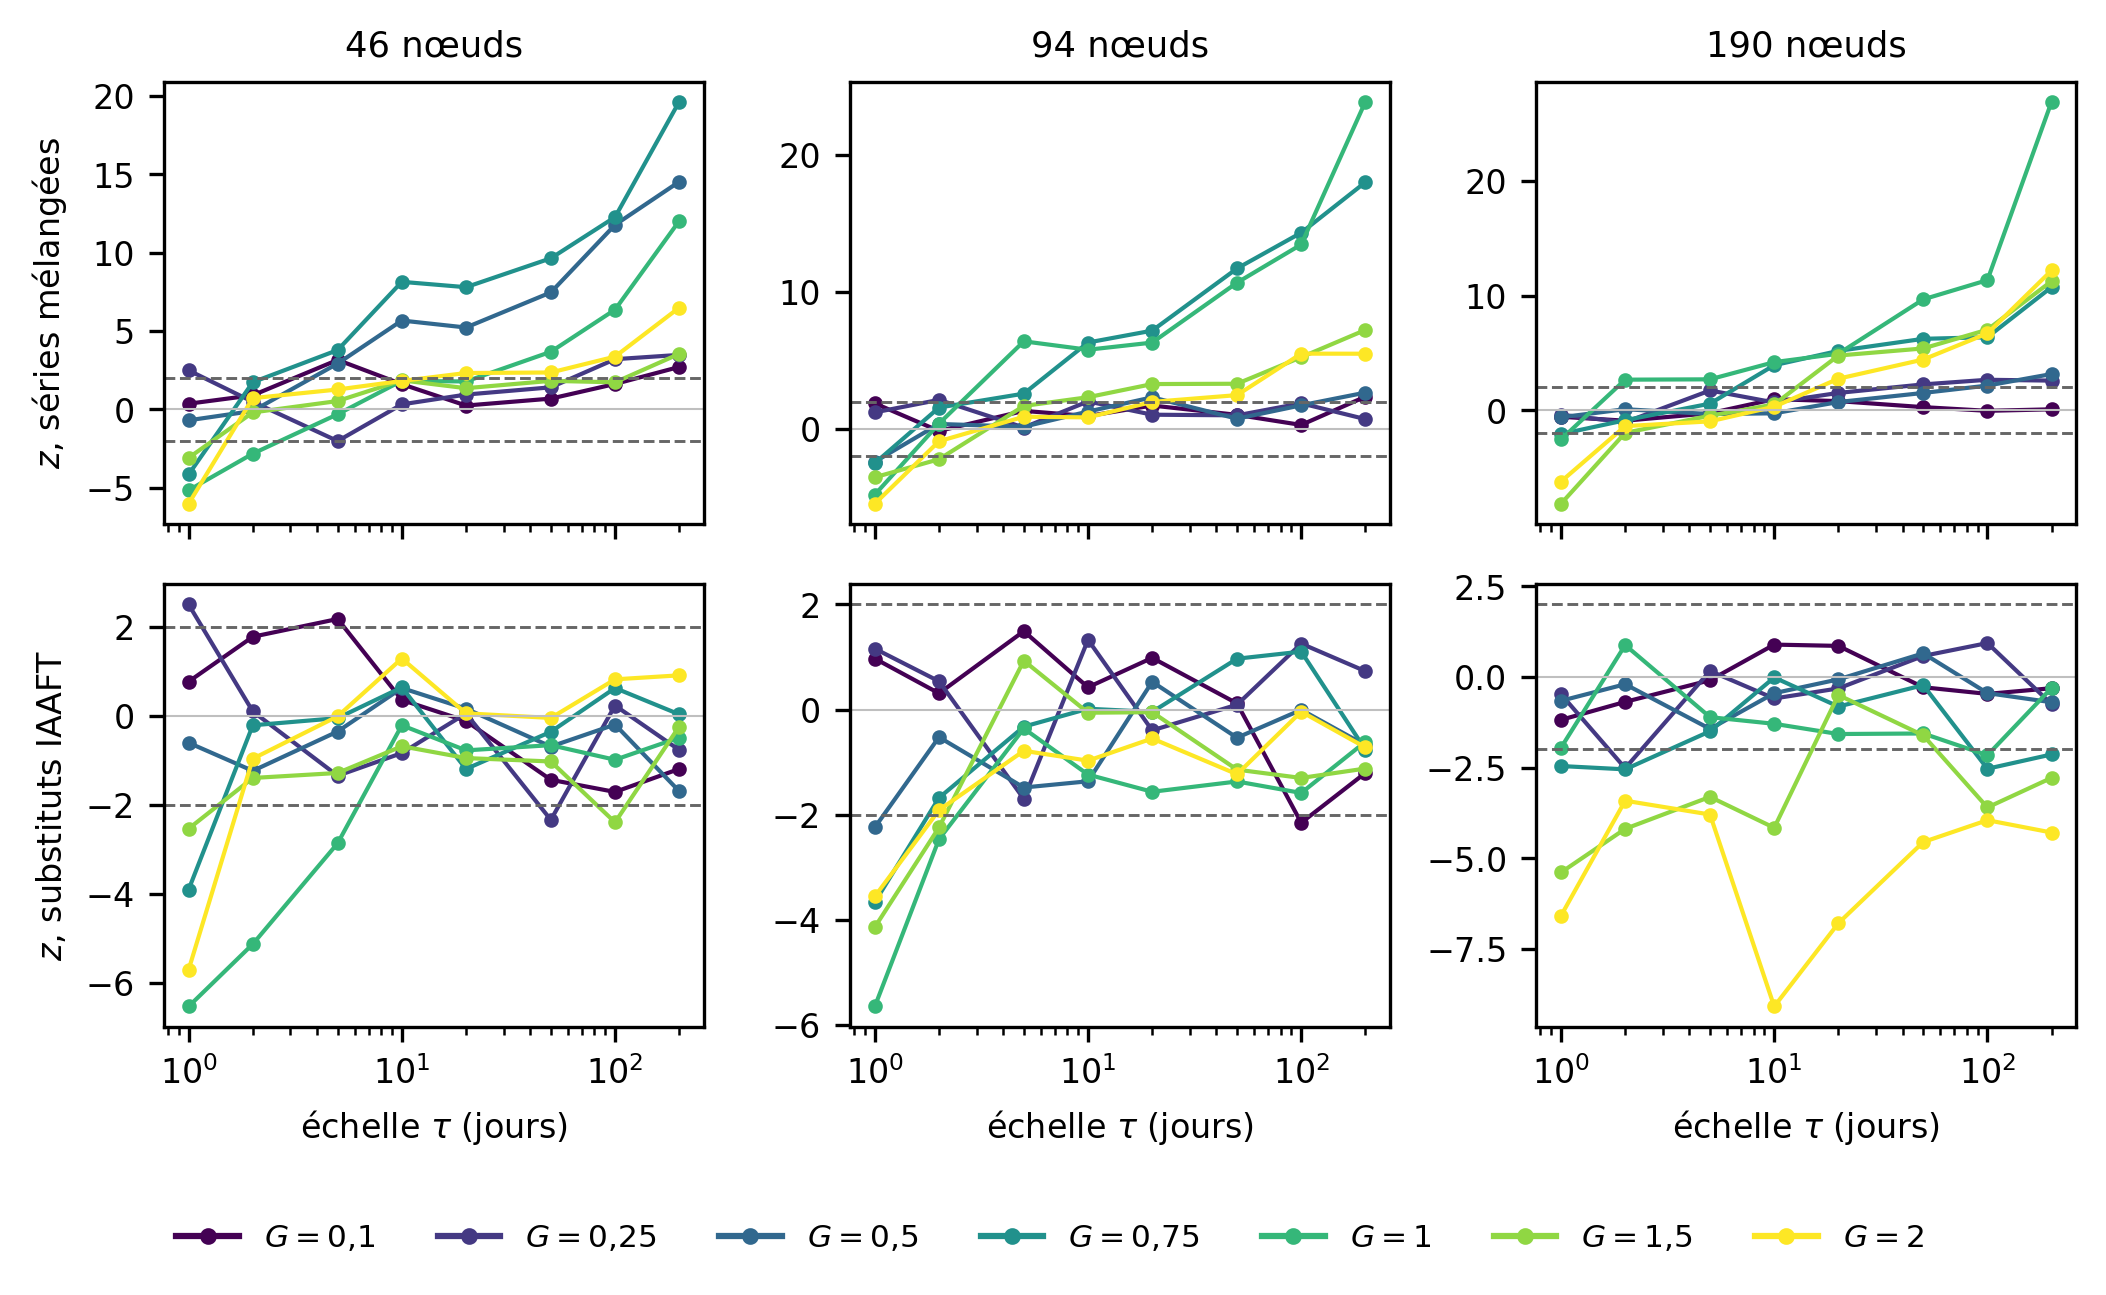 46 nœuds
94 nœuds
190 nœuds
z, séries mélangées
20
15
10
5
0
−5
20
10
0
20
10
0
z, substituts IAAFT
2
0
−2
−4
−6
2
0
−2
−4
−6
2.5
0.0
−2.5
−5.0
−7.5
10⁰ 10¹ 10²
10⁰ 10¹ 10²
10⁰ 10¹ 10²
échelle τ (jours)
échelle τ (jours)
échelle τ (jours)
G = 0,1 G = 0,25 G = 0,5 G = 0,75 G = 1 G = 1,5 G = 2